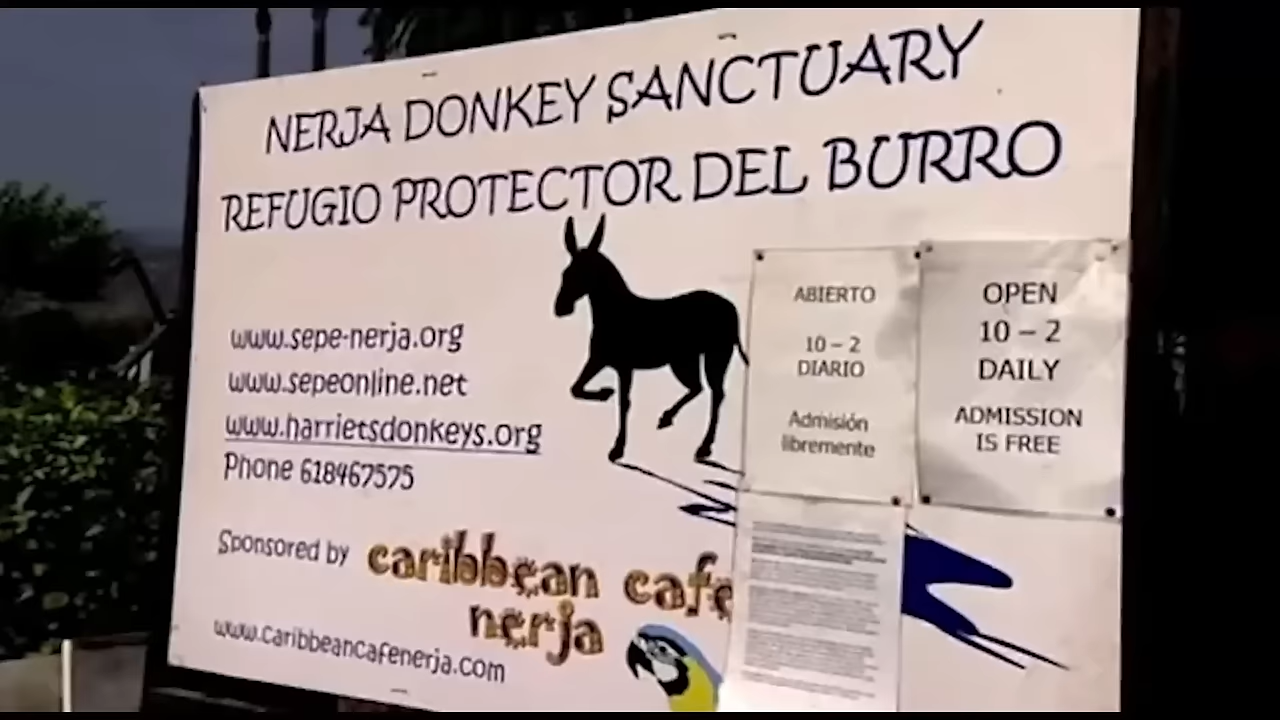 NERJA DONKEY SANCTUARY
REFUGIO PROTECTOR DEL BURRO
www.sepe-nerja.org
www.sepeonline.net
www.harrietsdonkeys.org
Phone 618467575
Sponsored by caribbean cafe
nerja
www.caribbeancafenerja.com
ABIERTO
10 – 2
DIARIO
Admisión
libremente
OPEN
10 – 2
DAILY
ADMISSION
IS FREE